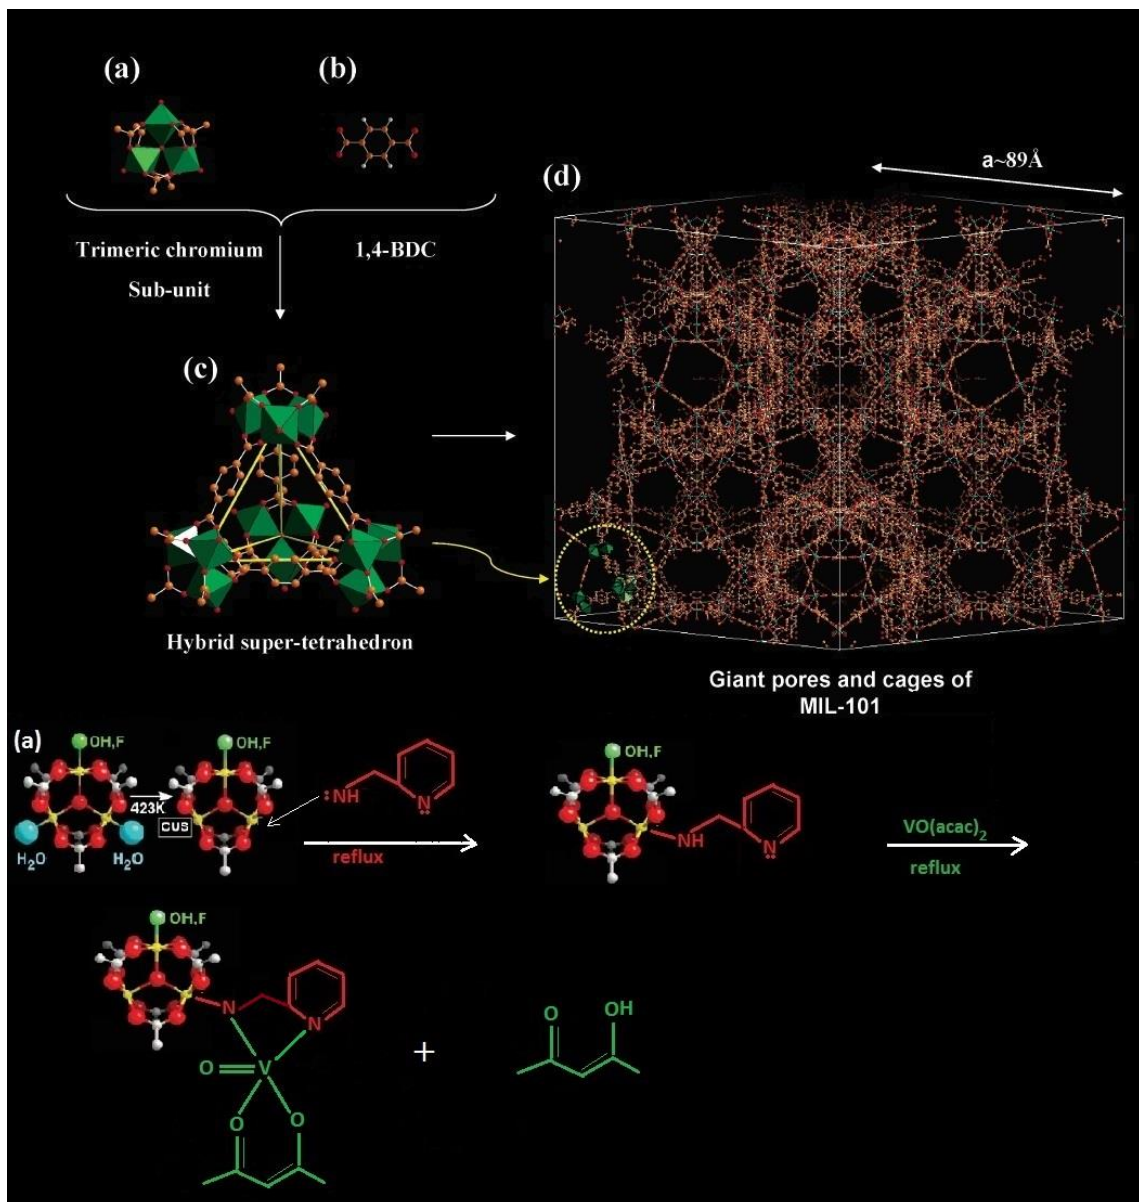 (a)
(b)
Trimeric chromium
Sub-unit
1,4-BDC
(c)
Hybrid super-tetrahedron
(d)
a~89Å
Giant pores and cages of
MIL-101
(a)
OH,F
H₂O
H₂O
423K
OH,F
CUS
:NH
N:
reflux
OH,F
NH
N:
VO(acac)₂
reflux
OH,F
N
N
O
V
O
O
+
O
OH